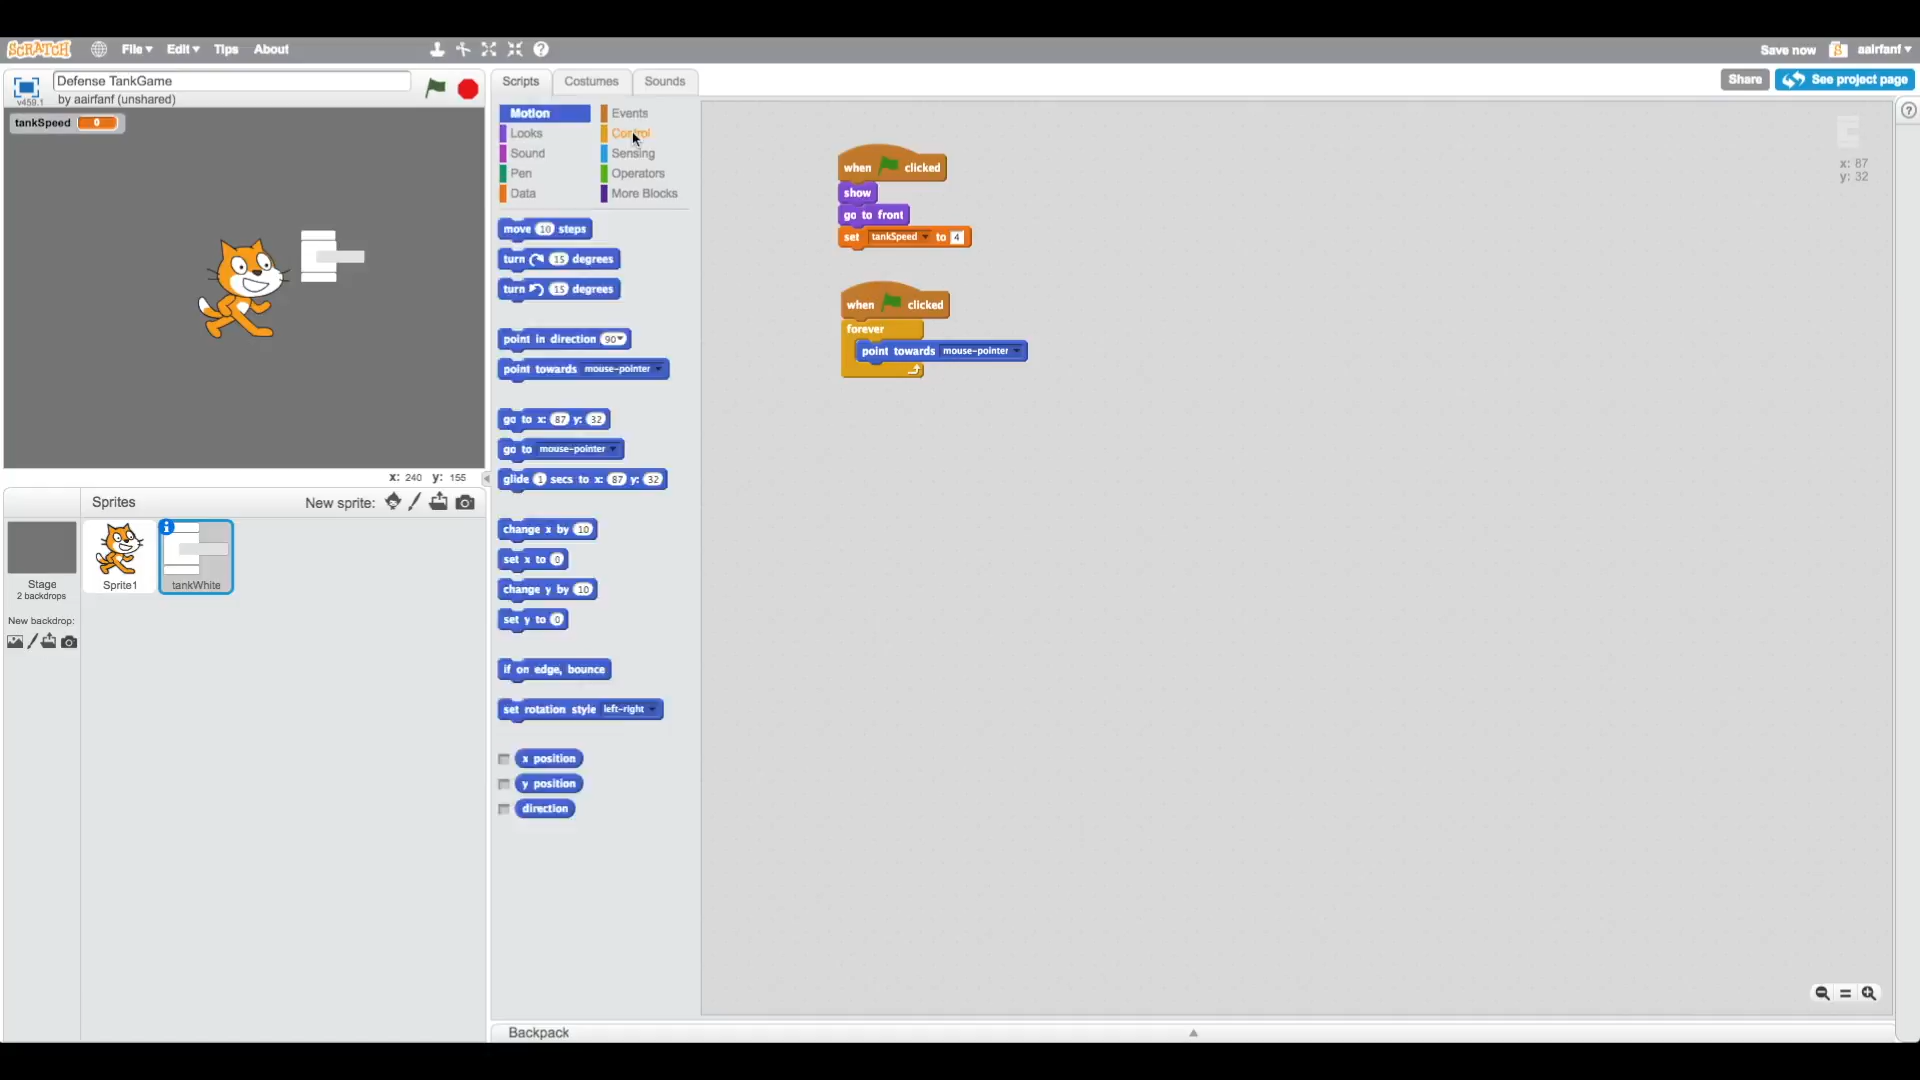 SCRATCH File Edit Tips About Save now aairfanf
v459.1 Defense TankGame
by aairfanf (unshared)
Share See project page
tankSpeed 0
x: 240 y: 155
Sprites New sprite:
Stage
2 backdrops
New backdrop:
Sprite1
tankWhite
Scripts Costumes Sounds
Motion Events
Looks Control
Sound Sensing
Pen Operators
Data More Blocks
move 10 steps
turn 15 degrees
turn 15 degrees
point in direction 90
point towards mouse-pointer
go to x: 87 y: 32
go to mouse-pointer
glide 1 secs to x: 87 y: 32
change x by 10
set x to 0
change y by 10
set y to 0
if on edge, bounce
set rotation style left-right
x position
y position
direction
when clicked
show
go to front
set tankSpeed to 4
when clicked
forever
point towards mouse-pointer
x: 87
y: 32
Backpack